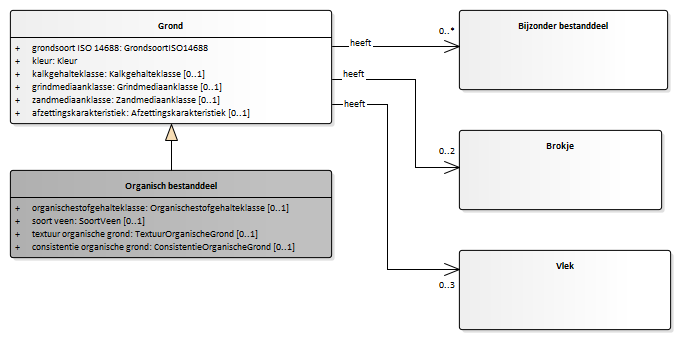 Grond
+ grondsoort ISO 14688: GrondsoortISO14688
+ kleur: Kleur
+ kalkgehalteklasse: Kalkgehalteklasse [0..1]
+ grindmediaanklasse: Grindmediaanklasse [0..1]
+ zandmediaanklasse: Zandmediaanklasse [0..1]
+ afzettingskarakteristiek: Afzettingskarakteristiek [0..1]
heeft
0..*
Bijzonder bestanddeel
heeft
0..2
Brokje
heeft
0..3
Vlek
Organisch bestanddeel
+ organischestofgehalteklasse: Organischestofgehalteklasse [0..1]
+ soort veen: SoortVeen [0..1]
+ textuur organische grond: TextuurOrganischeGrond [0..1]
+ consistentie organische grond: ConsistentieOrganischeGrond [0..1]